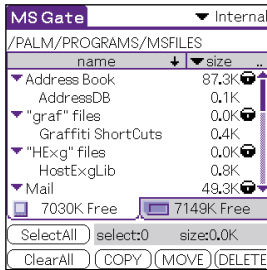 MS Gate Internal
/PALM/PROGRAMS/MSFILES
name size ..
Address Book 87.3K
AddressDB 0.1K
"graf" files 0.0K
Graffiti ShortCuts 0.4K
"HExg" files 0.0K
HostExgLib 0.8K
Mail 49.3K
7030K Free 7149K Free
SelectAll select:0 size:0.0K
ClearAll COPY MOVE DELETE